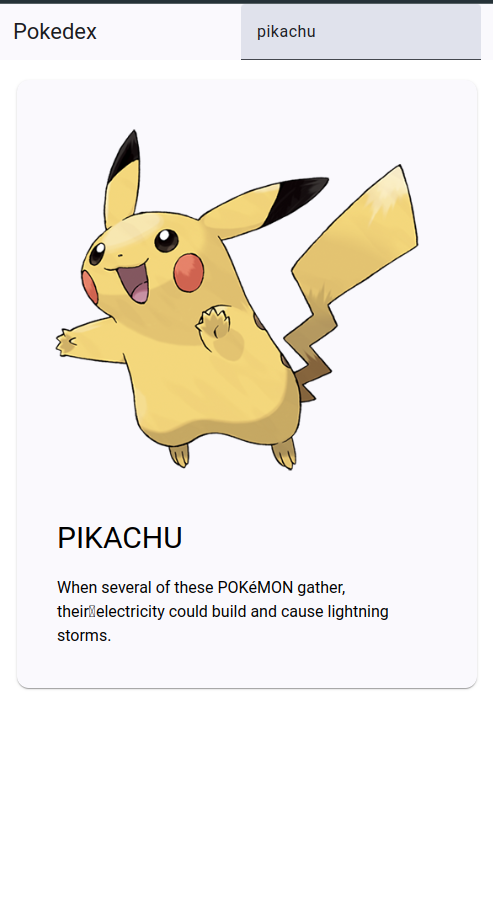 Pokedex
pikachu
PIKACHU
When several of these POKéMON gather,
their electricity could build and cause lightning
storms.